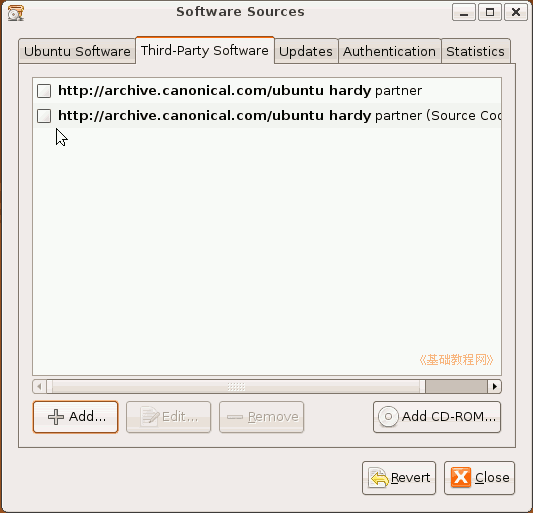 Software Sources
Ubuntu Software Third-Party Software Updates Authentication Statistics
http://archive.canonical.com/ubuntu hardy partner
http://archive.canonical.com/ubuntu hardy partner (Source Cod
《基础教程网》
Add... Edit... Remove Add CD-ROM...
Revert Close